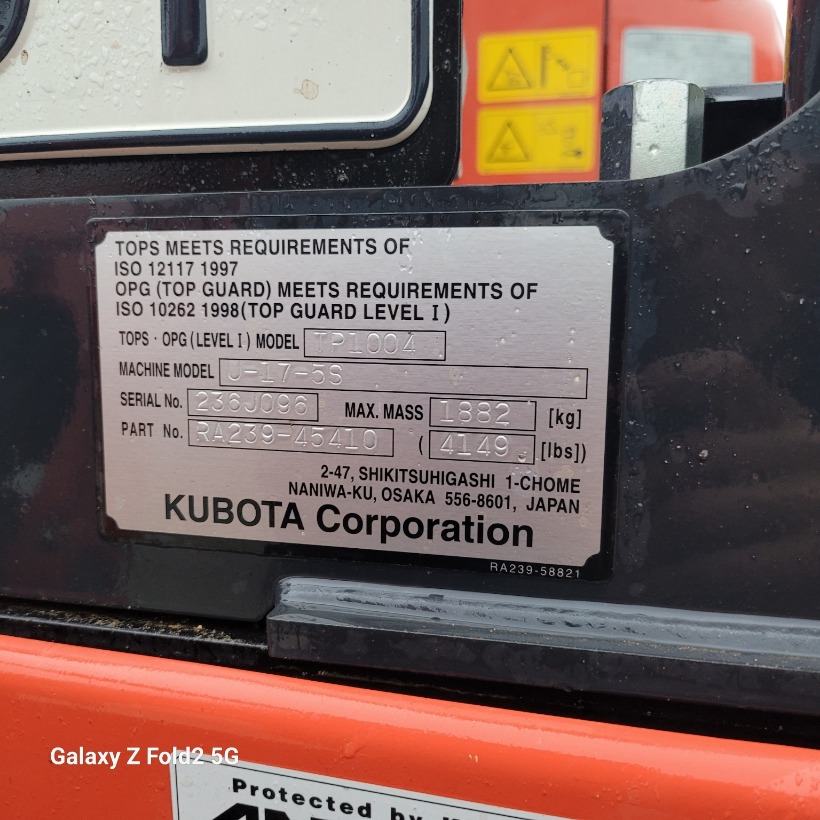 TOPS MEETS REQUIREMENTS OF
ISO 12117 1997
OPG (TOP GUARD) MEETS REQUIREMENTS OF
ISO 10262 1998(TOP GUARD LEVEL I)
TOPS · OPG (LEVEL I) MODEL TP1004
MACHINE MODEL U-17-5S
SERIAL No. 236J096 MAX. MASS 1882 [kg]
PART No. RA239-45410 (4149 [lbs])
2-47, SHIKITSUHIGASHI 1-CHOME
NANIWA-KU, OSAKA 556-8601, JAPAN
KUBOTA Corporation
RA239-58821
Galaxy Z Fold2 5G
Protected by